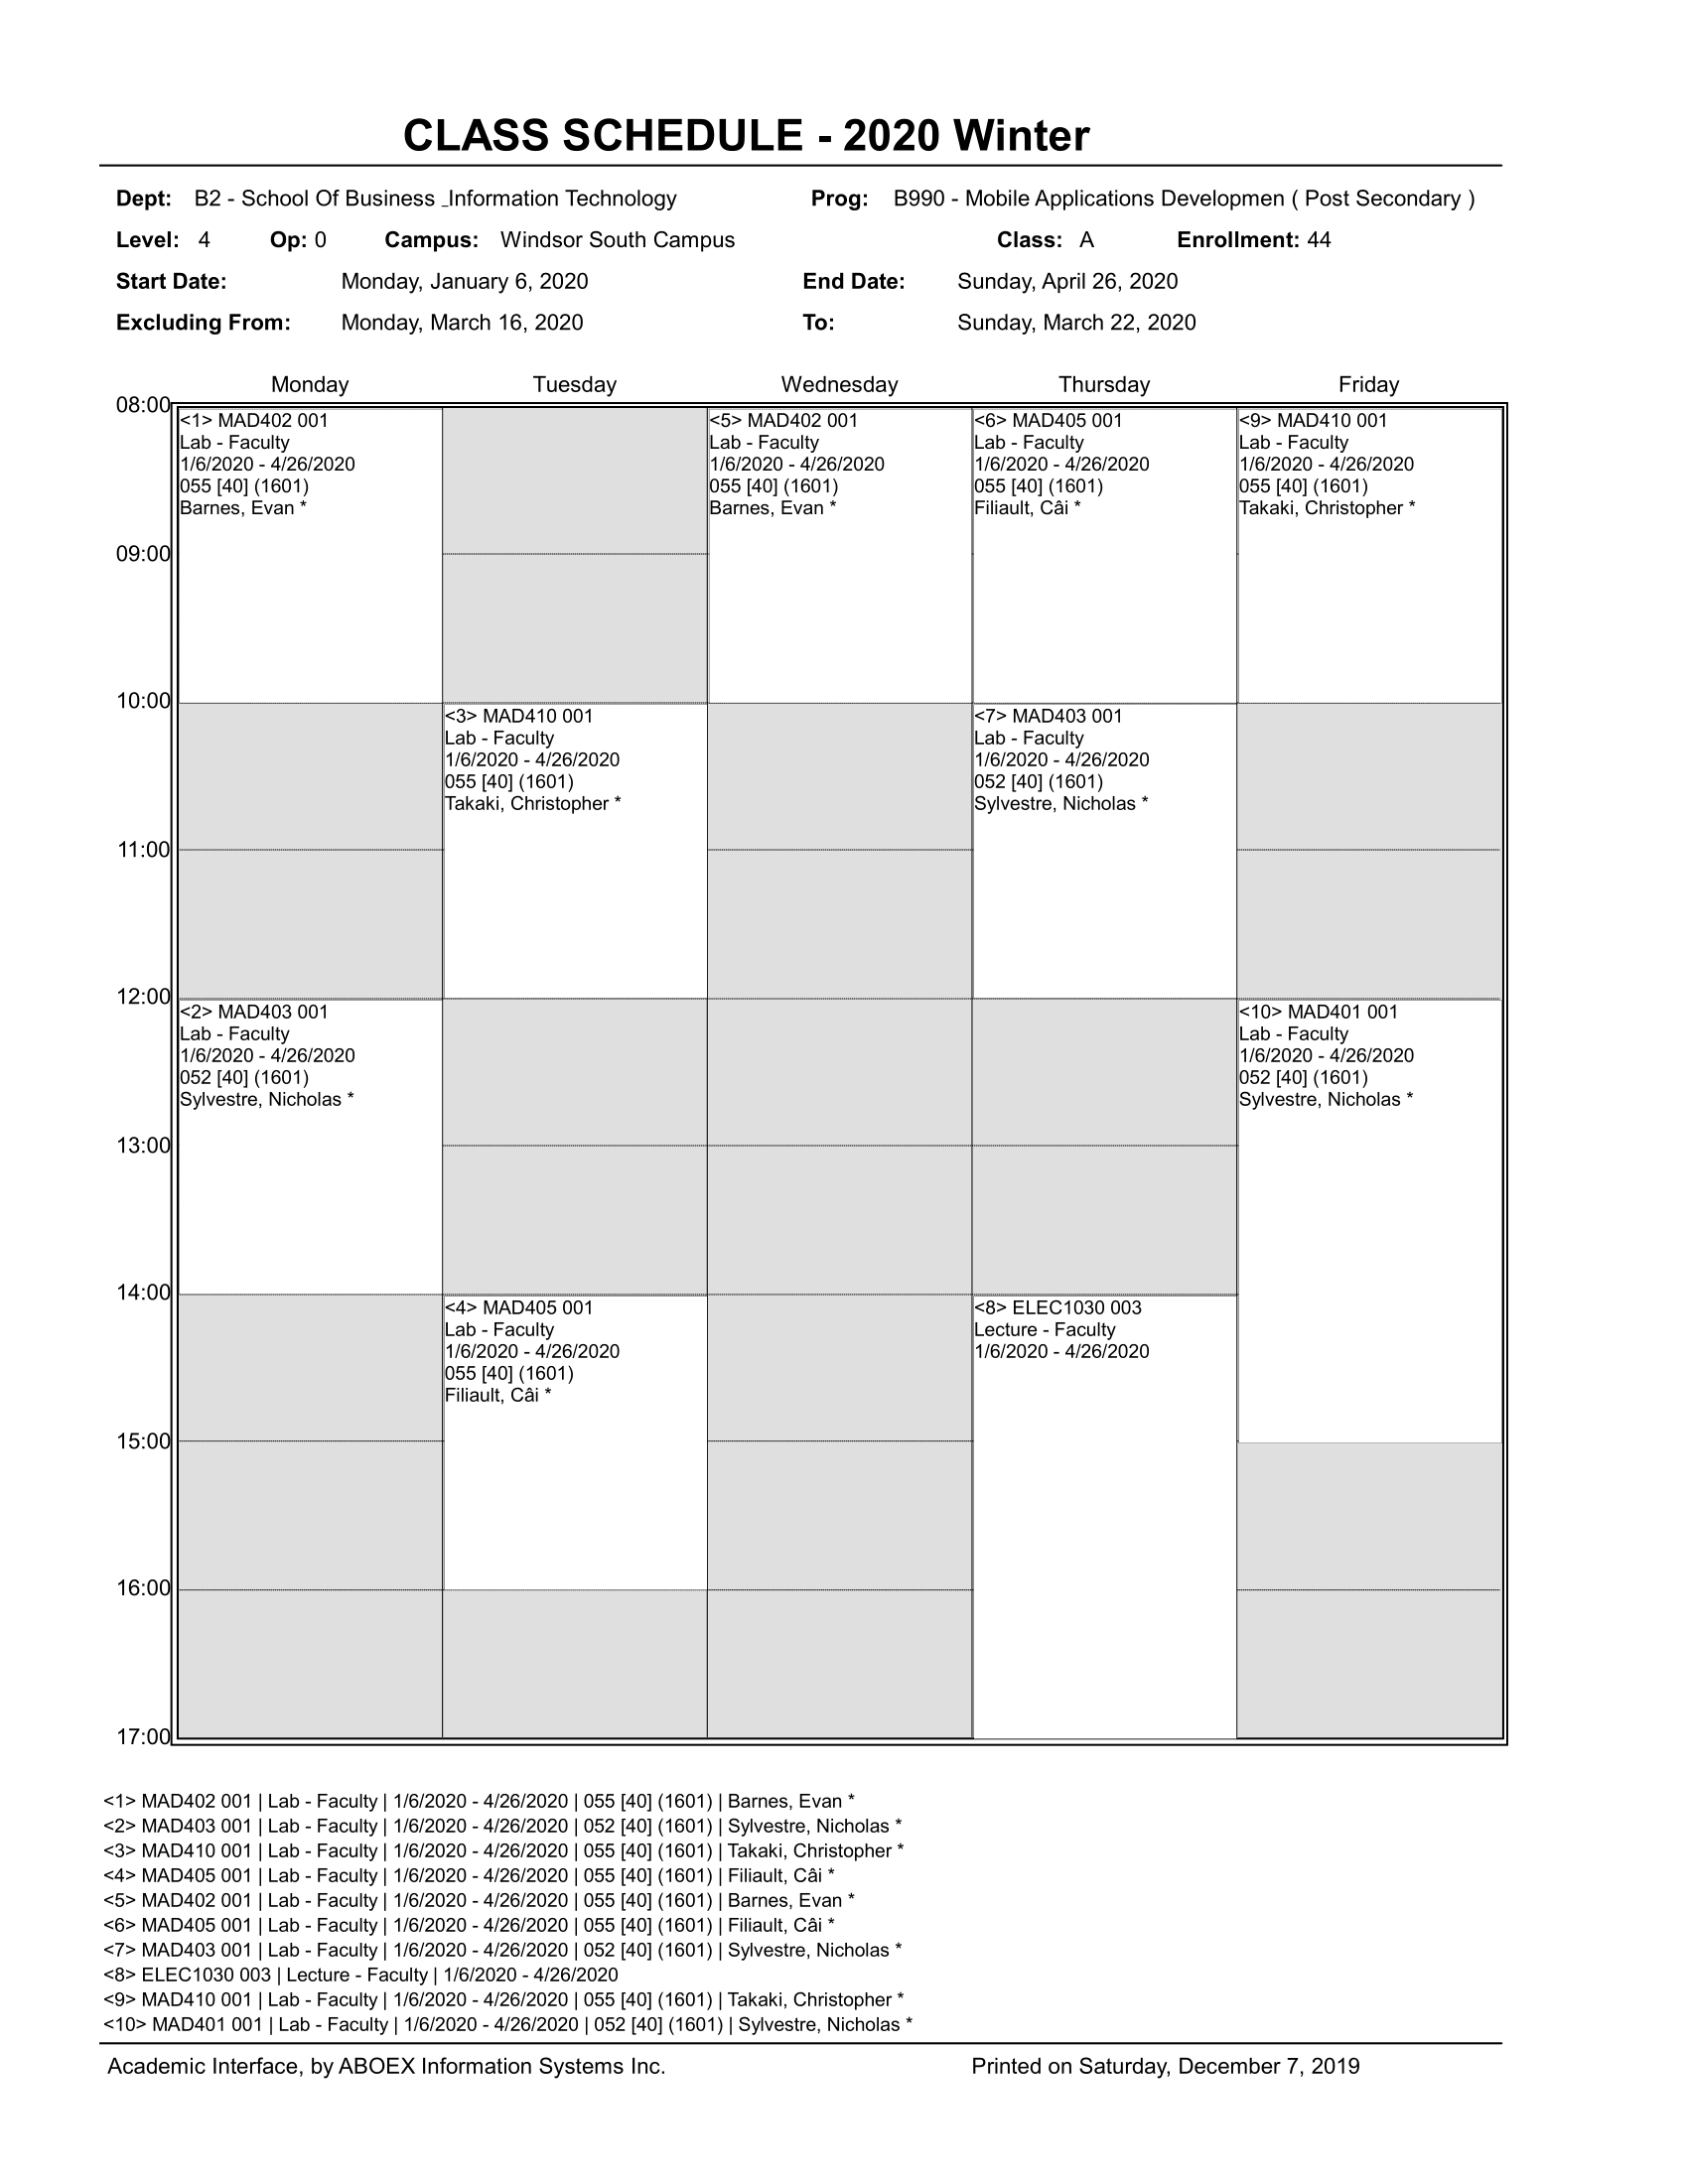 CLASS SCHEDULE - 2020 Winter
Dept: B2 - School Of Business _Information Technology Prog: B990 - Mobile Applications Developmen ( Post Secondary )
Level: 4 Op: 0 Campus: Windsor South Campus Class: A Enrollment: 44
Start Date: Monday, January 6, 2020 End Date: Sunday, April 26, 2020
Excluding From: Monday, March 16, 2020 To: Sunday, March 22, 2020
Monday Tuesday Wednesday Thursday Friday
08:00
<1> MAD402 001
Lab - Faculty
1/6/2020 - 4/26/2020
055 [40] (1601)
Barnes, Evan *
<5> MAD402 001
Lab - Faculty
1/6/2020 - 4/26/2020
055 [40] (1601)
Barnes, Evan *
<6> MAD405 001
Lab - Faculty
1/6/2020 - 4/26/2020
055 [40] (1601)
Filiault, Câi *
<9> MAD410 001
Lab - Faculty
1/6/2020 - 4/26/2020
055 [40] (1601)
Takaki, Christopher *
09:00
10:00
<3> MAD410 001
Lab - Faculty
1/6/2020 - 4/26/2020
055 [40] (1601)
Takaki, Christopher *
<7> MAD403 001
Lab - Faculty
1/6/2020 - 4/26/2020
052 [40] (1601)
Sylvestre, Nicholas *
11:00
12:00
<2> MAD403 001
Lab - Faculty
1/6/2020 - 4/26/2020
052 [40] (1601)
Sylvestre, Nicholas *
<10> MAD401 001
Lab - Faculty
1/6/2020 - 4/26/2020
052 [40] (1601)
Sylvestre, Nicholas *
13:00
14:00
<4> MAD405 001
Lab - Faculty
1/6/2020 - 4/26/2020
055 [40] (1601)
Filiault, Câi *
<8> ELEC1030 003
Lecture - Faculty
1/6/2020 - 4/26/2020
15:00
16:00
17:00
<1> MAD402 001 | Lab - Faculty | 1/6/2020 - 4/26/2020 | 055 [40] (1601) | Barnes, Evan *
<2> MAD403 001 | Lab - Faculty | 1/6/2020 - 4/26/2020 | 052 [40] (1601) | Sylvestre, Nicholas *
<3> MAD410 001 | Lab - Faculty | 1/6/2020 - 4/26/2020 | 055 [40] (1601) | Takaki, Christopher *
<4> MAD405 001 | Lab - Faculty | 1/6/2020 - 4/26/2020 | 055 [40] (1601) | Filiault, Câi *
<5> MAD402 001 | Lab - Faculty | 1/6/2020 - 4/26/2020 | 055 [40] (1601) | Barnes, Evan *
<6> MAD405 001 | Lab - Faculty | 1/6/2020 - 4/26/2020 | 055 [40] (1601) | Filiault, Câi *
<7> MAD403 001 | Lab - Faculty | 1/6/2020 - 4/26/2020 | 052 [40] (1601) | Sylvestre, Nicholas *
<8> ELEC1030 003 | Lecture - Faculty | 1/6/2020 - 4/26/2020
<9> MAD410 001 | Lab - Faculty | 1/6/2020 - 4/26/2020 | 055 [40] (1601) | Takaki, Christopher *
<10> MAD401 001 | Lab - Faculty | 1/6/2020 - 4/26/2020 | 052 [40] (1601) | Sylvestre, Nicholas *
Academic Interface, by ABOEX Information Systems Inc. Printed on Saturday, December 7, 2019